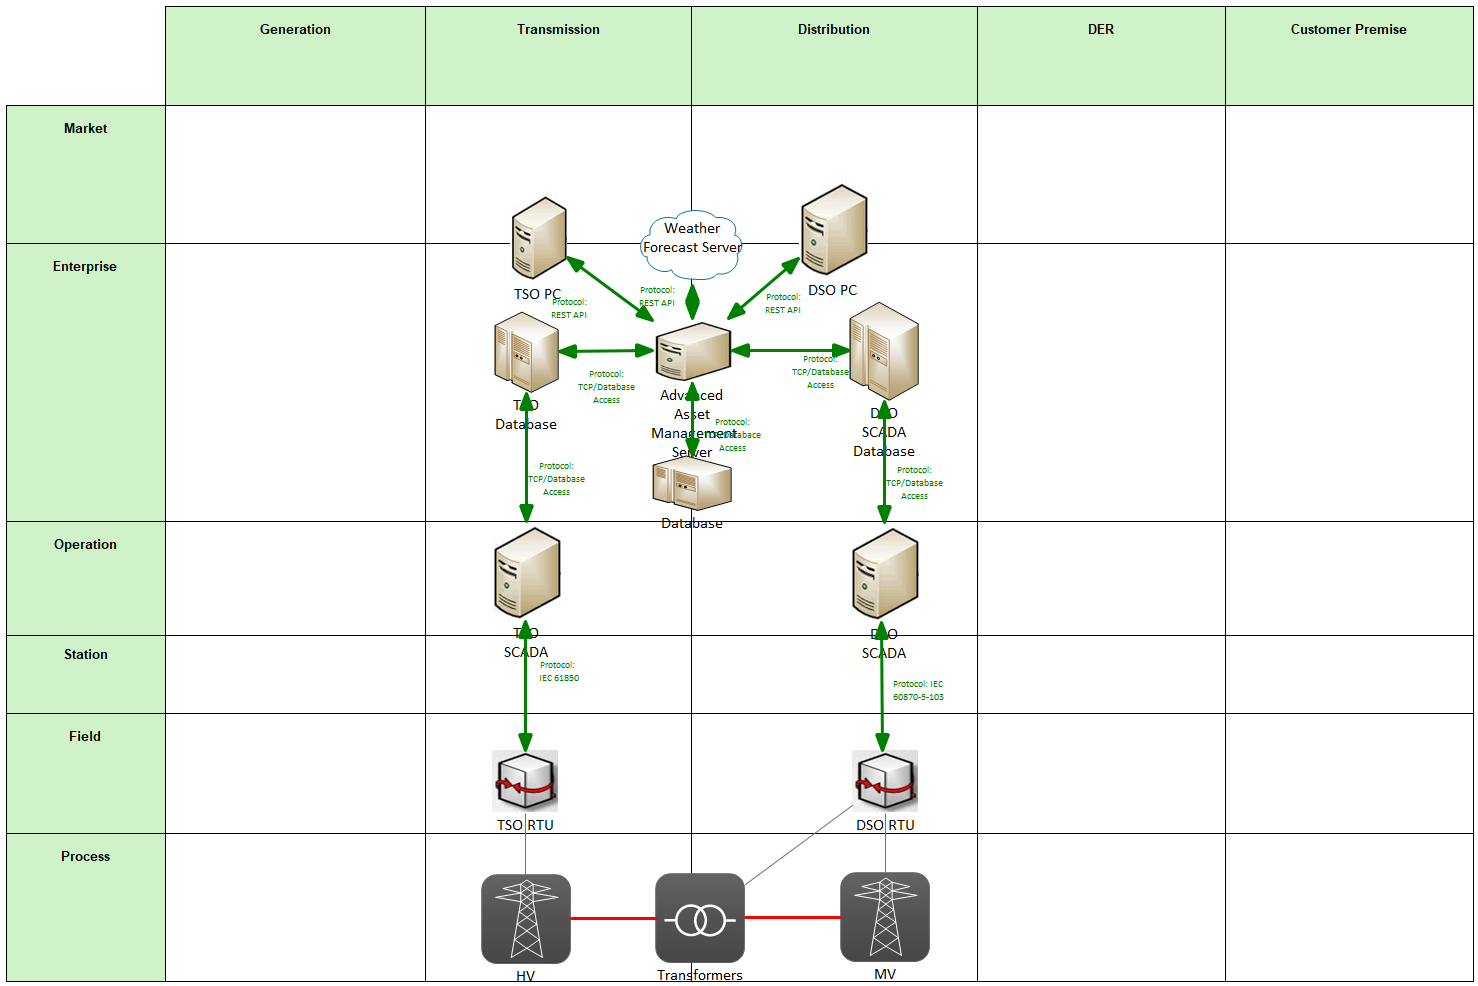 Generation
Transmission
Distribution
DER
Customer Premise
Market
Weather
Forecast Server
Enterprise
TSO PC
DSO PC
Protocol:
REST API
Protocol:
REST API
Protocol:
REST API
Protocol:
TCP/Database
Access
Protocol:
TCP/Database
Access
Advanced
Asset
Management
Server
TSO
Database
DSO
SCADA
Database
Protocol:
TCP/Databace
Access
Protocol:
TCP/Database
Access
Protocol:
TCP/Database
Access
Database
Operation
TSO
SCADA
DSO
SCADA
Station
Protocol:
IEC 61850
Protocol: IEC
60870-5-103
Field
TSO RTU
DSO RTU
Process
HV
Transformers
MV